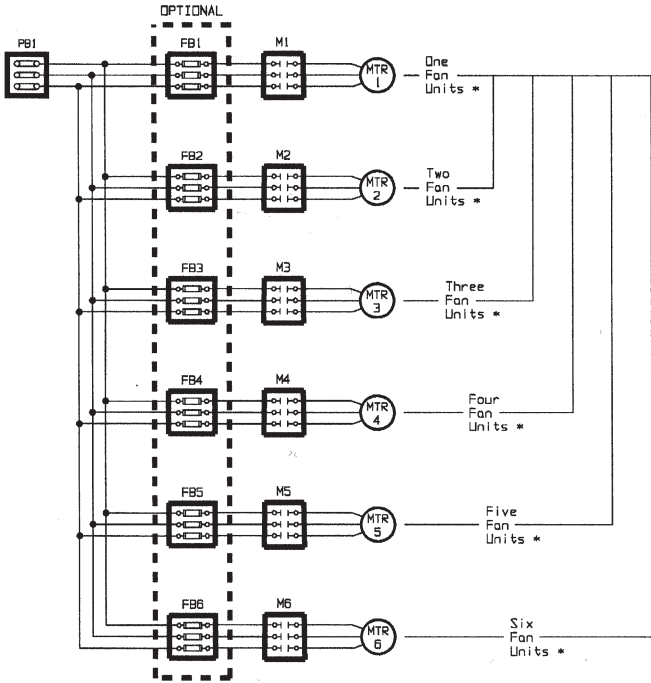 OPTIONAL
PB1
FB1
M1
MTR
1
One
Fan
Units *
FB2
M2
MTR
2
Two
Fan
Units *
FB3
M3
MTR
3
Three
Fan
Units *
FB4
M4
MTR
4
Four
Fan
Units *
FB5
M5
MTR
5
Five
Fan
Units *
FB6
M6
MTR
6
Six
Fan
Units *